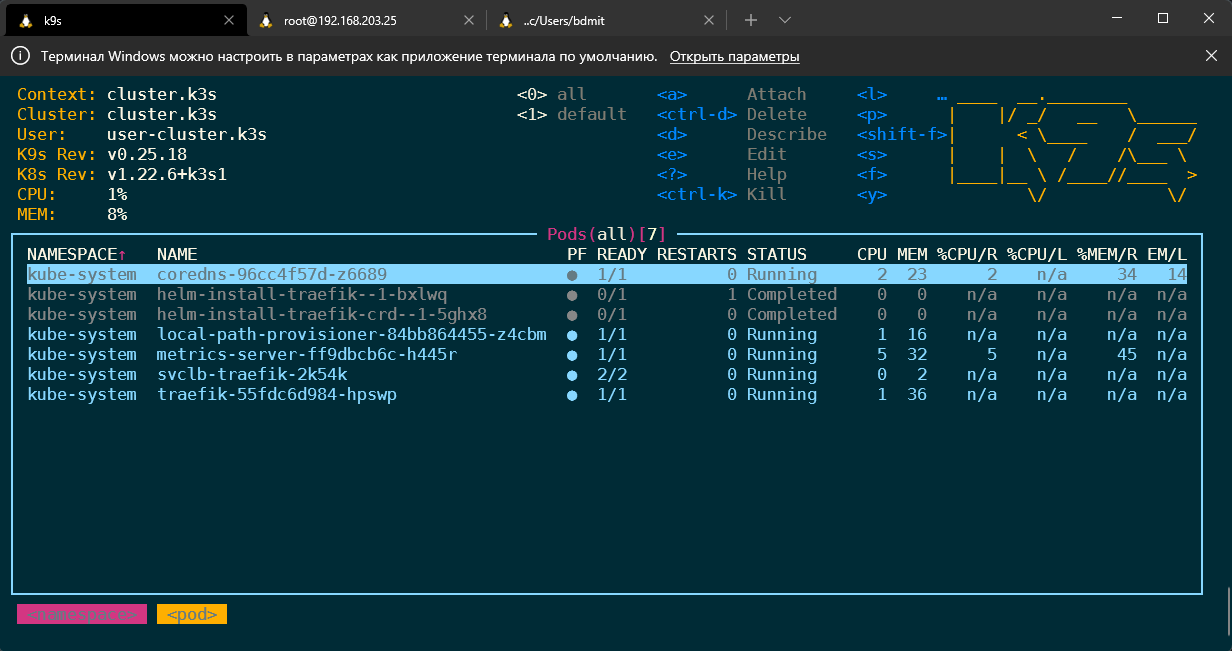 k9s
root@192.168.203.25
..c/Users/bdmit
Терминал Windows можно настроить в параметрах как приложение терминала по умолчанию. Открыть параметры
Context: cluster.k3s <0> all <a> Attach <l> …
Cluster: cluster.k3s <1> default <ctrl-d> Delete <p>
User: user-cluster.k3s <d> Describe <shift-f>
K9s Rev: v0.25.18 <e> Edit <s>
K8s Rev: v1.22.6+k3s1 <?> Help <f>
CPU: 1% <ctrl-k> Kill <y>
MEM: 8%
Pods(all)[7]
NAMESPACE↑ NAME PF READY RESTARTS STATUS CPU MEM %CPU/R %CPU/L %MEM/R EM/L
kube-system coredns-96cc4f57d-z6689 ● 1/1 0 Running 2 23 2 n/a 34 14
kube-system helm-install-traefik--1-bxlwq ● 0/1 1 Completed 0 0 n/a n/a n/a n/a
kube-system helm-install-traefik-crd--1-5ghx8 ● 0/1 0 Completed 0 0 n/a n/a n/a n/a
kube-system local-path-provisioner-84bb864455-z4cbm ● 1/1 0 Running 1 16 n/a n/a n/a n/a
kube-system metrics-server-ff9dbcb6c-h445r ● 1/1 0 Running 5 32 5 n/a 45 n/a
kube-system svclb-traefik-2k54k ● 2/2 0 Running 0 2 n/a n/a n/a n/a
kube-system traefik-55fdc6d984-hpswp ● 1/1 0 Running 1 36 n/a n/a n/a n/a
<namespace> <pod>